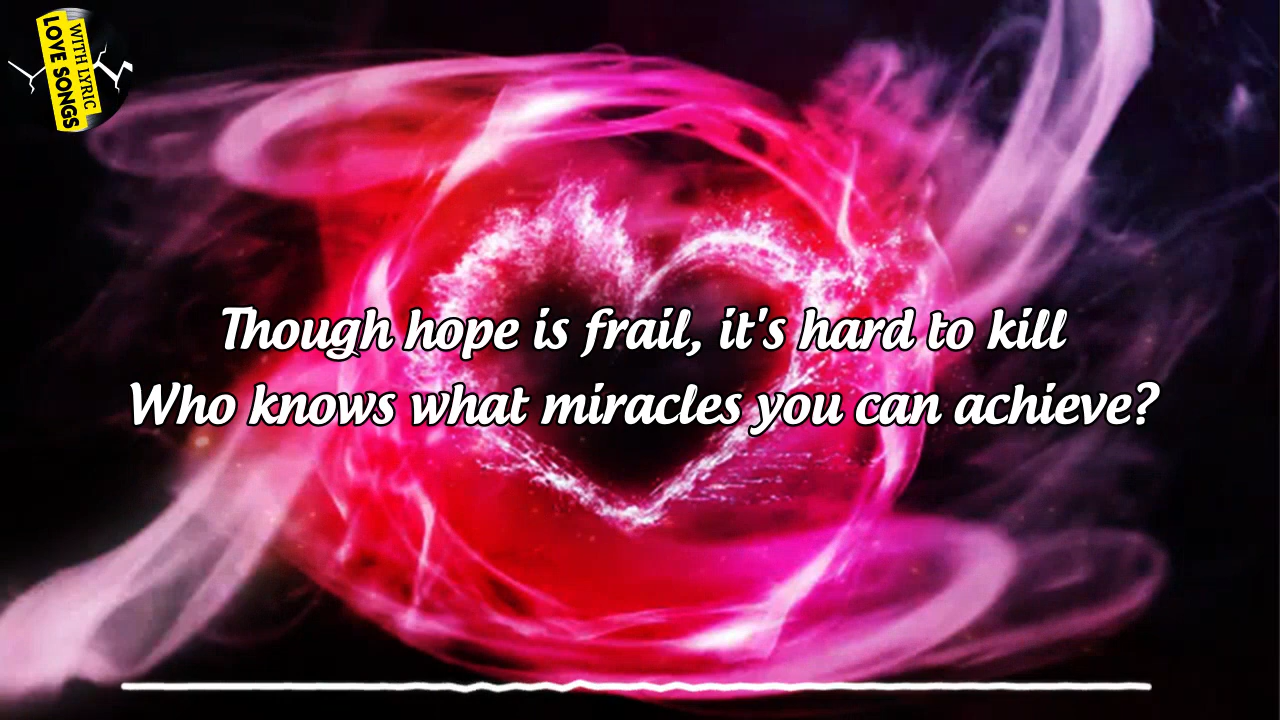 WITH LYRIC
LOVE SONGS
Though hope is frail, it's hard to kill
Who knows what miracles you can achieve?